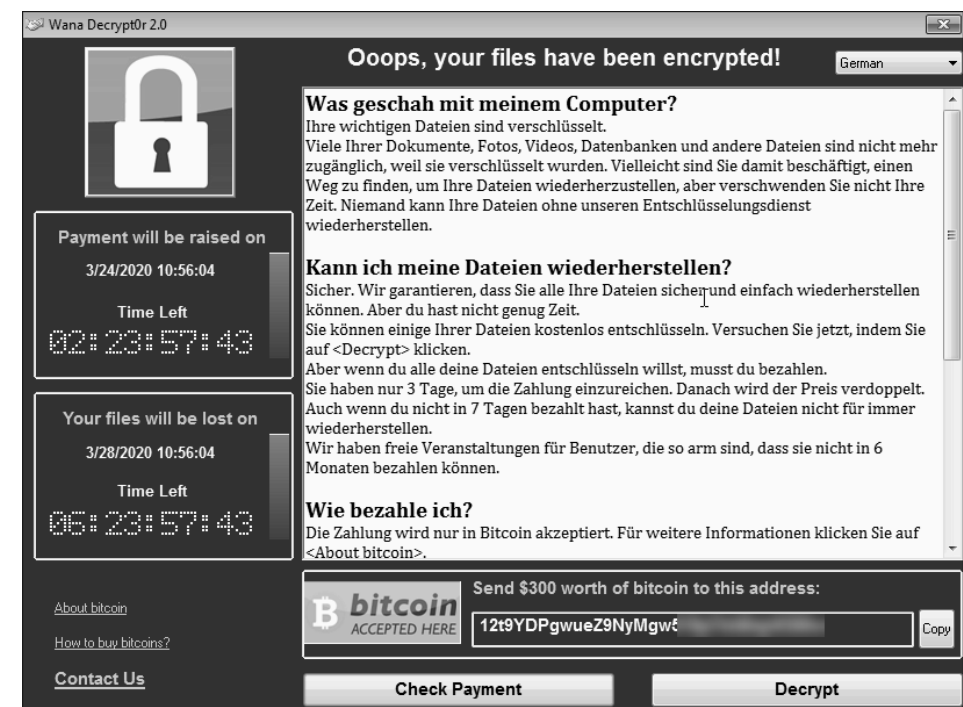 Wana Decrypt0r 2.0
Ooops, your files have been encrypted!
German
Payment will be raised on
3/24/2020 10:56:04
Time Left
02:23:57:43
Your files will be lost on
3/28/2020 10:56:04
Time Left
06:23:57:43
About bitcoin
How to buy bitcoins?
Contact Us
Was geschah mit meinem Computer?
Ihre wichtigen Dateien sind verschlüsselt.
Viele Ihrer Dokumente, Fotos, Videos, Datenbanken und andere Dateien sind nicht mehr
zugänglich, weil sie verschlüsselt wurden. Vielleicht sind Sie damit beschäftigt, einen
Weg zu finden, um Ihre Dateien wiederherzustellen, aber verschwenden Sie nicht Ihre
Zeit. Niemand kann Ihre Dateien ohne unseren Entschlüsselungsdienst
wiederherstellen.
Kann ich meine Dateien wiederherstellen?
Sicher. Wir garantieren, dass Sie alle Ihre Dateien sicher und einfach wiederherstellen
können. Aber du hast nicht genug Zeit.
Sie können einige Ihrer Dateien kostenlos entschlüsseln. Versuchen Sie jetzt, indem Sie
auf <Decrypt> klicken.
Aber wenn du alle deine Dateien entschlüsseln willst, musst du bezahlen.
Sie haben nur 3 Tage, um die Zahlung einzureichen. Danach wird der Preis verdoppelt.
Auch wenn du nicht in 7 Tagen bezahlt hast, kannst du deine Dateien nicht für immer
wiederherstellen.
Wir haben freie Veranstaltungen für Benutzer, die so arm sind, dass sie nicht in 6
Monaten bezahlen können.
Wie bezahle ich?
Die Zahlung wird nur in Bitcoin akzeptiert. Für weitere Informationen klicken Sie auf
<About bitcoin>.
bitcoin
ACCEPTED HERE
Send $300 worth of bitcoin to this address:
12t9YDPgwueZ9NyMgw
Copy
Check Payment
Decrypt